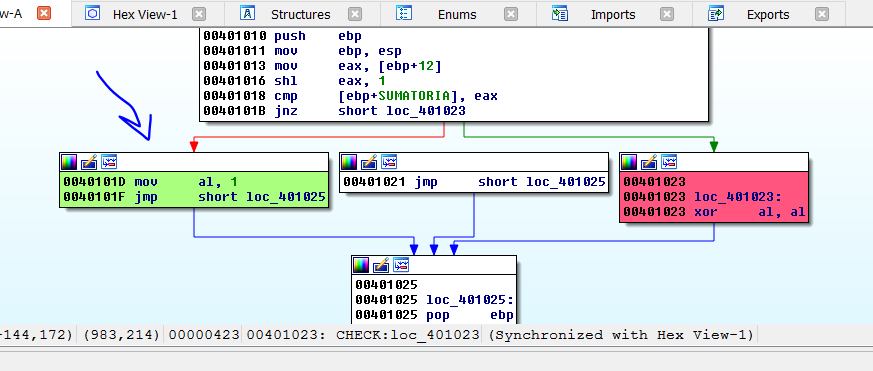 w-A Hex View-1 Structures Enums Imports Exports
00401010 push ebp
00401011 mov ebp, esp
00401013 mov eax, [ebp+12]
00401016 shl eax, 1
00401018 cmp [ebp+SUMATORIA], eax
0040101B jnz short loc_401023
0040101D mov al, 1
0040101F jmp short loc_401025
00401021 jmp short loc_401025
00401023
00401023 loc_401023:
00401023 xor al, al
00401025
00401025 loc_401025:
00401025 pop ebp
-144,172) (983,214) 00000423 00401023: CHECK:loc_401023 (Synchronized with Hex View-1)